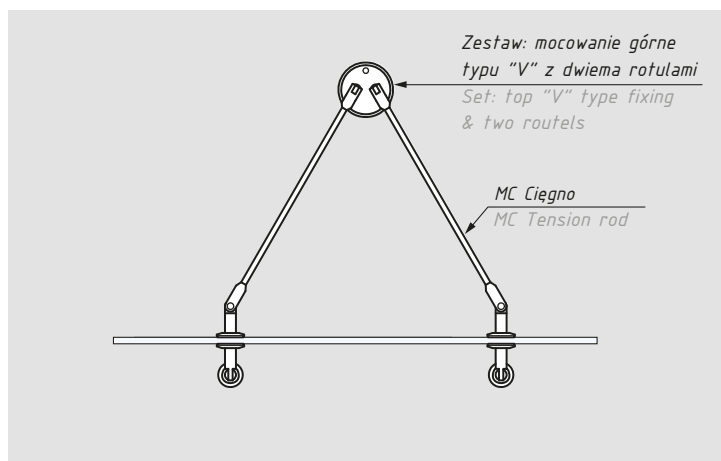 Zestaw: mocowanie górne
typu "V" z dwiema rotulami
Set: top "V" type fixing
& two routels
MC Cięgno
MC Tension rod